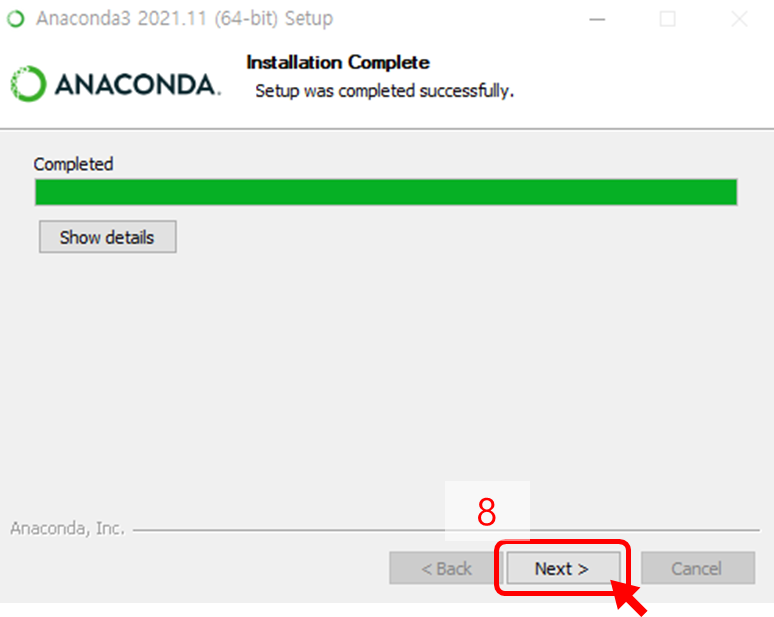 Anaconda3 2021.11 (64-bit) Setup
ANACONDA.
Installation Complete
Setup was completed successfully.
Completed
Show details
8
Anaconda, Inc.
< Back
Next >
Cancel